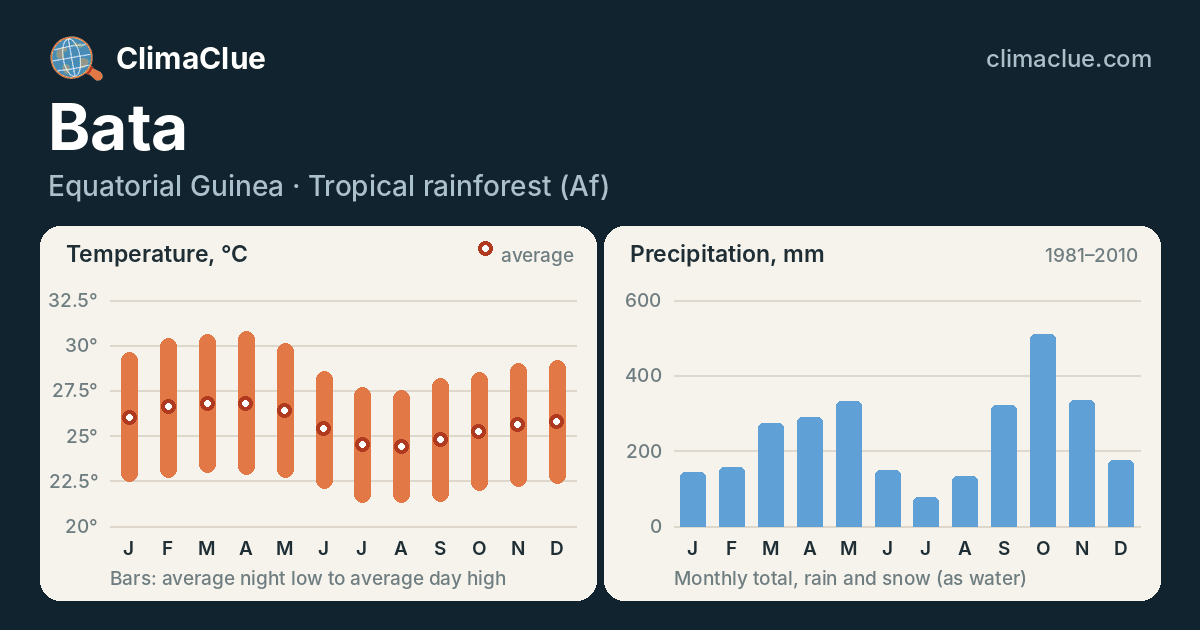 ClimaClue
climaclue.com
Bata
Equatorial Guinea · Tropical rainforest (Af)
Temperature, °C
average
32.5°
30°
27.5°
25°
22.5°
20°
J F M A M J J A S O N D
Bars: average night low to average day high
Precipitation, mm
1981–2010
600
400
200
0
J F M A M J J A S O N D
Monthly total, rain and snow (as water)